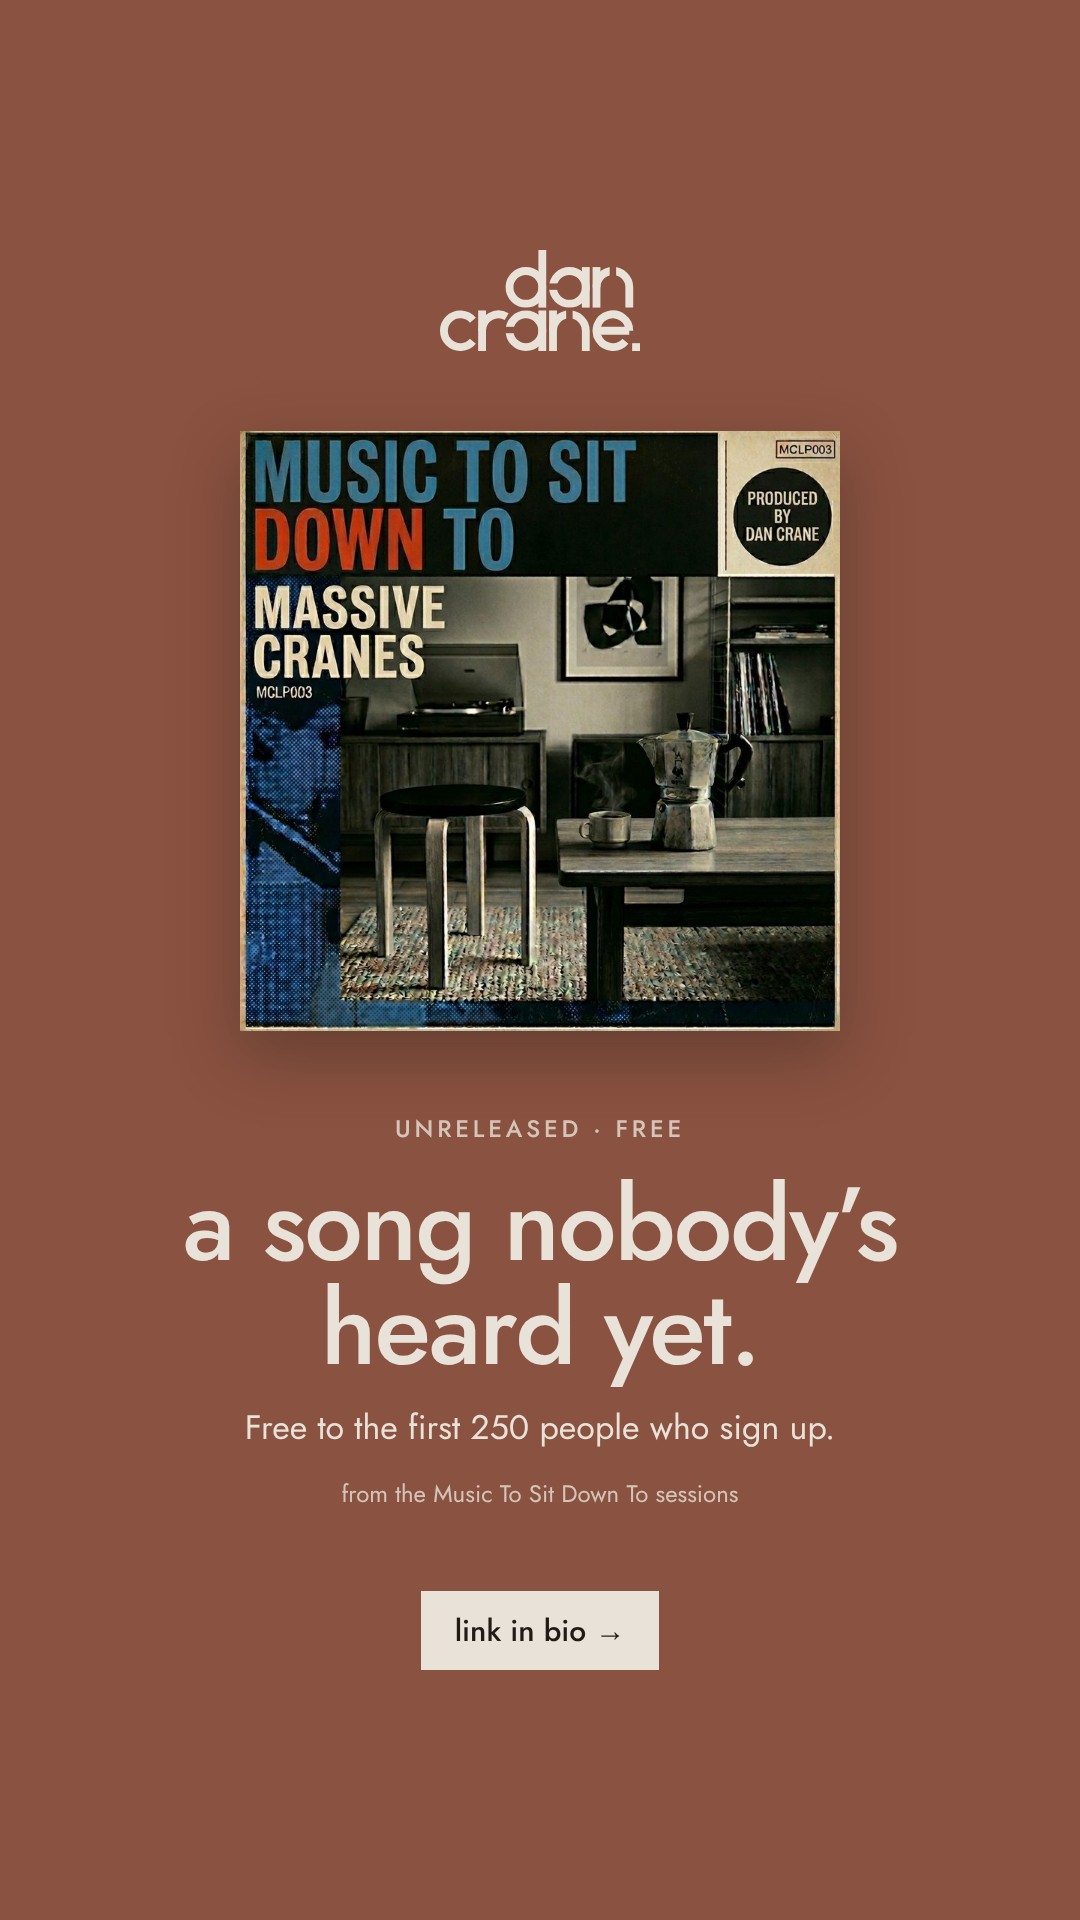 dan
crane.
MUSIC TO SIT
DOWN TO
MCLP003
PRODUCED
BY
DAN CRANE
MASSIVE
CRANES
MCLP003
UNRELEASED · FREE
a song nobody’s
heard yet.
Free to the first 250 people who sign up.
from the Music To Sit Down To sessions
link in bio →